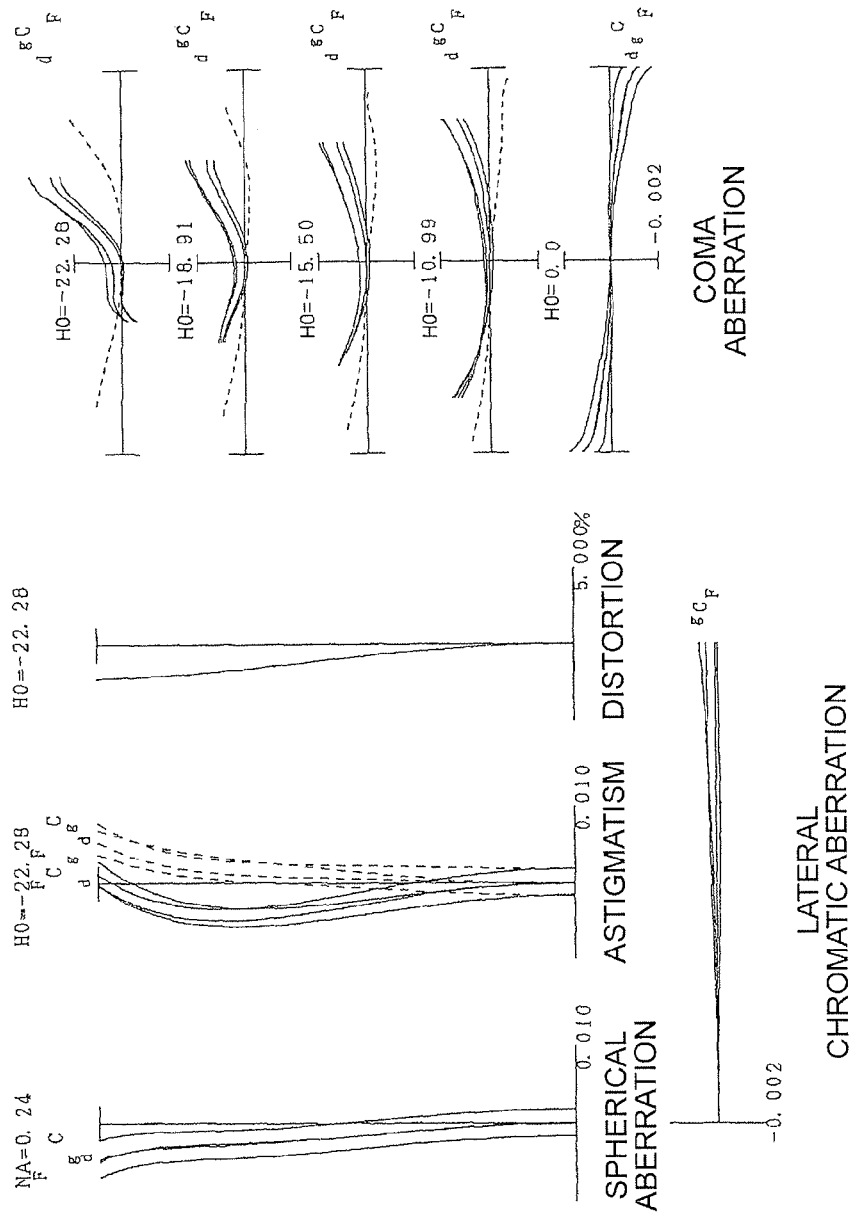 NA=0.24
F C
g
d
0.010
SPHERICAL
ABERRATION
H0=-22.28
F C g F d g C
d
0.010
ASTIGMATISM
H0=-22.28
5.000%
DISTORTION
-0.002
g C F
LATERAL
CHROMATIC ABERRATION
H0=-22.28
d g C F
H0=-18.91
d g C F
H0=-15.50
d g C F
H0=-10.99
d g C F
H0=0.0
-0.002
d g F C
COMA
ABERRATION